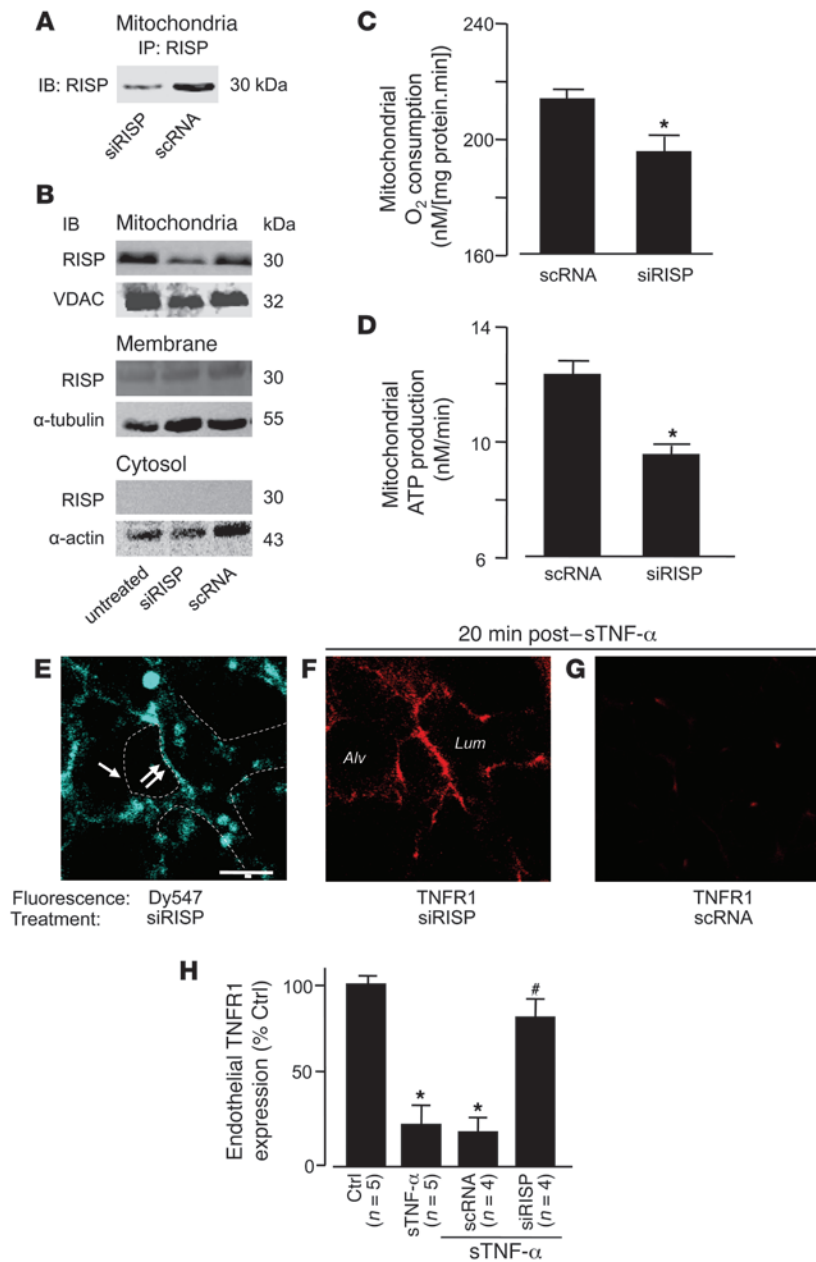 A
Mitochondria
IP: RISP
IB: RISP
30 kDa
siRISP
scRNA
B
IB
Mitochondria
kDa
RISP
30
VDAC
32
Membrane
RISP
30
α-tubulin
55
Cytosol
RISP
30
α-actin
43
untreated
siRISP
scRNA
C
Mitochondrial
O2 consumption
(nM/[mg protein.min])
240
200
160
*
scRNA
siRISP
D
Mitochondrial
ATP production
(nM/min)
14
10
6
*
scRNA
siRISP
20 min post–sTNF-α
E
F
G
Alv
Lum
Fluorescence: Dy547
TNFR1
TNFR1
Treatment: siRISP
siRISP
scRNA
H
Endothelial TNFR1
expression (% Ctrl)
100
50
0
*
*
#
Ctrl
(n = 5)
sTNF-α
(n = 5)
scRNA
(n = 4)
siRISP
(n = 4)
sTNF-α